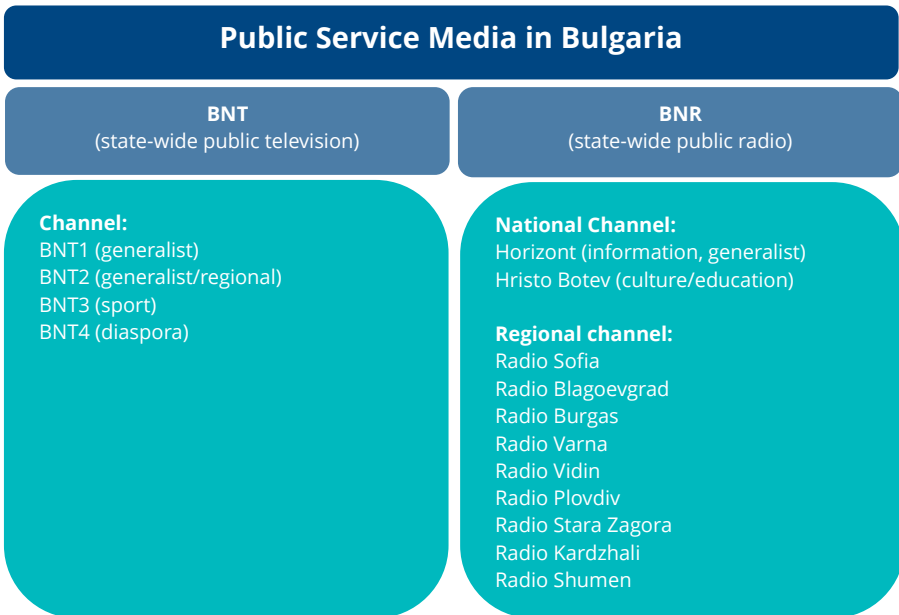 Public Service Media in Bulgaria
BNT
(state-wide public television)
BNR
(state-wide public radio)
Channel:
BNT1 (generalist)
BNT2 (generalist/regional)
BNT3 (sport)
BNT4 (diaspora)
National Channel:
Horizont (information, generalist)
Hristo Botev (culture/education)
Regional channel:
Radio Sofia
Radio Blagoevgrad
Radio Burgas
Radio Varna
Radio Vidin
Radio Plovdiv
Radio Stara Zagora
Radio Kardzhali
Radio Shumen